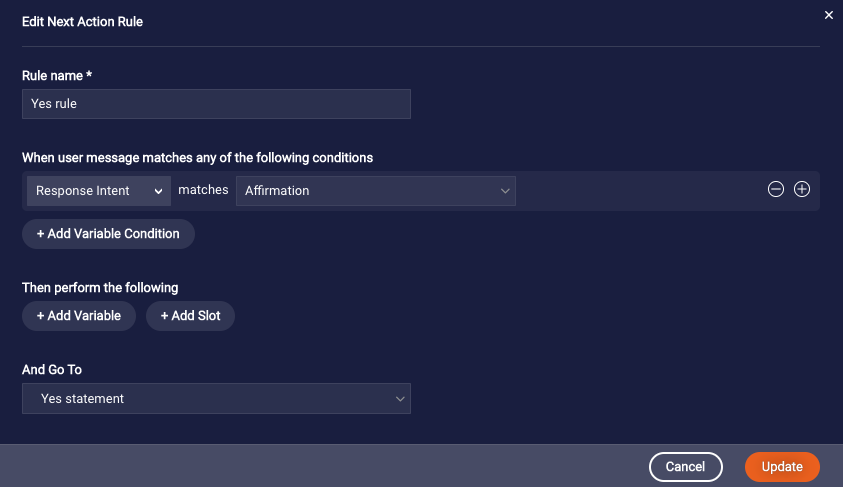 Edit Next Action Rule
Rule name *
Yes rule
When user message matches any of the following conditions
Response Intent matches Affirmation
+ Add Variable Condition
Then perform the following
+ Add Variable + Add Slot
And Go To
Yes statement
Cancel Update